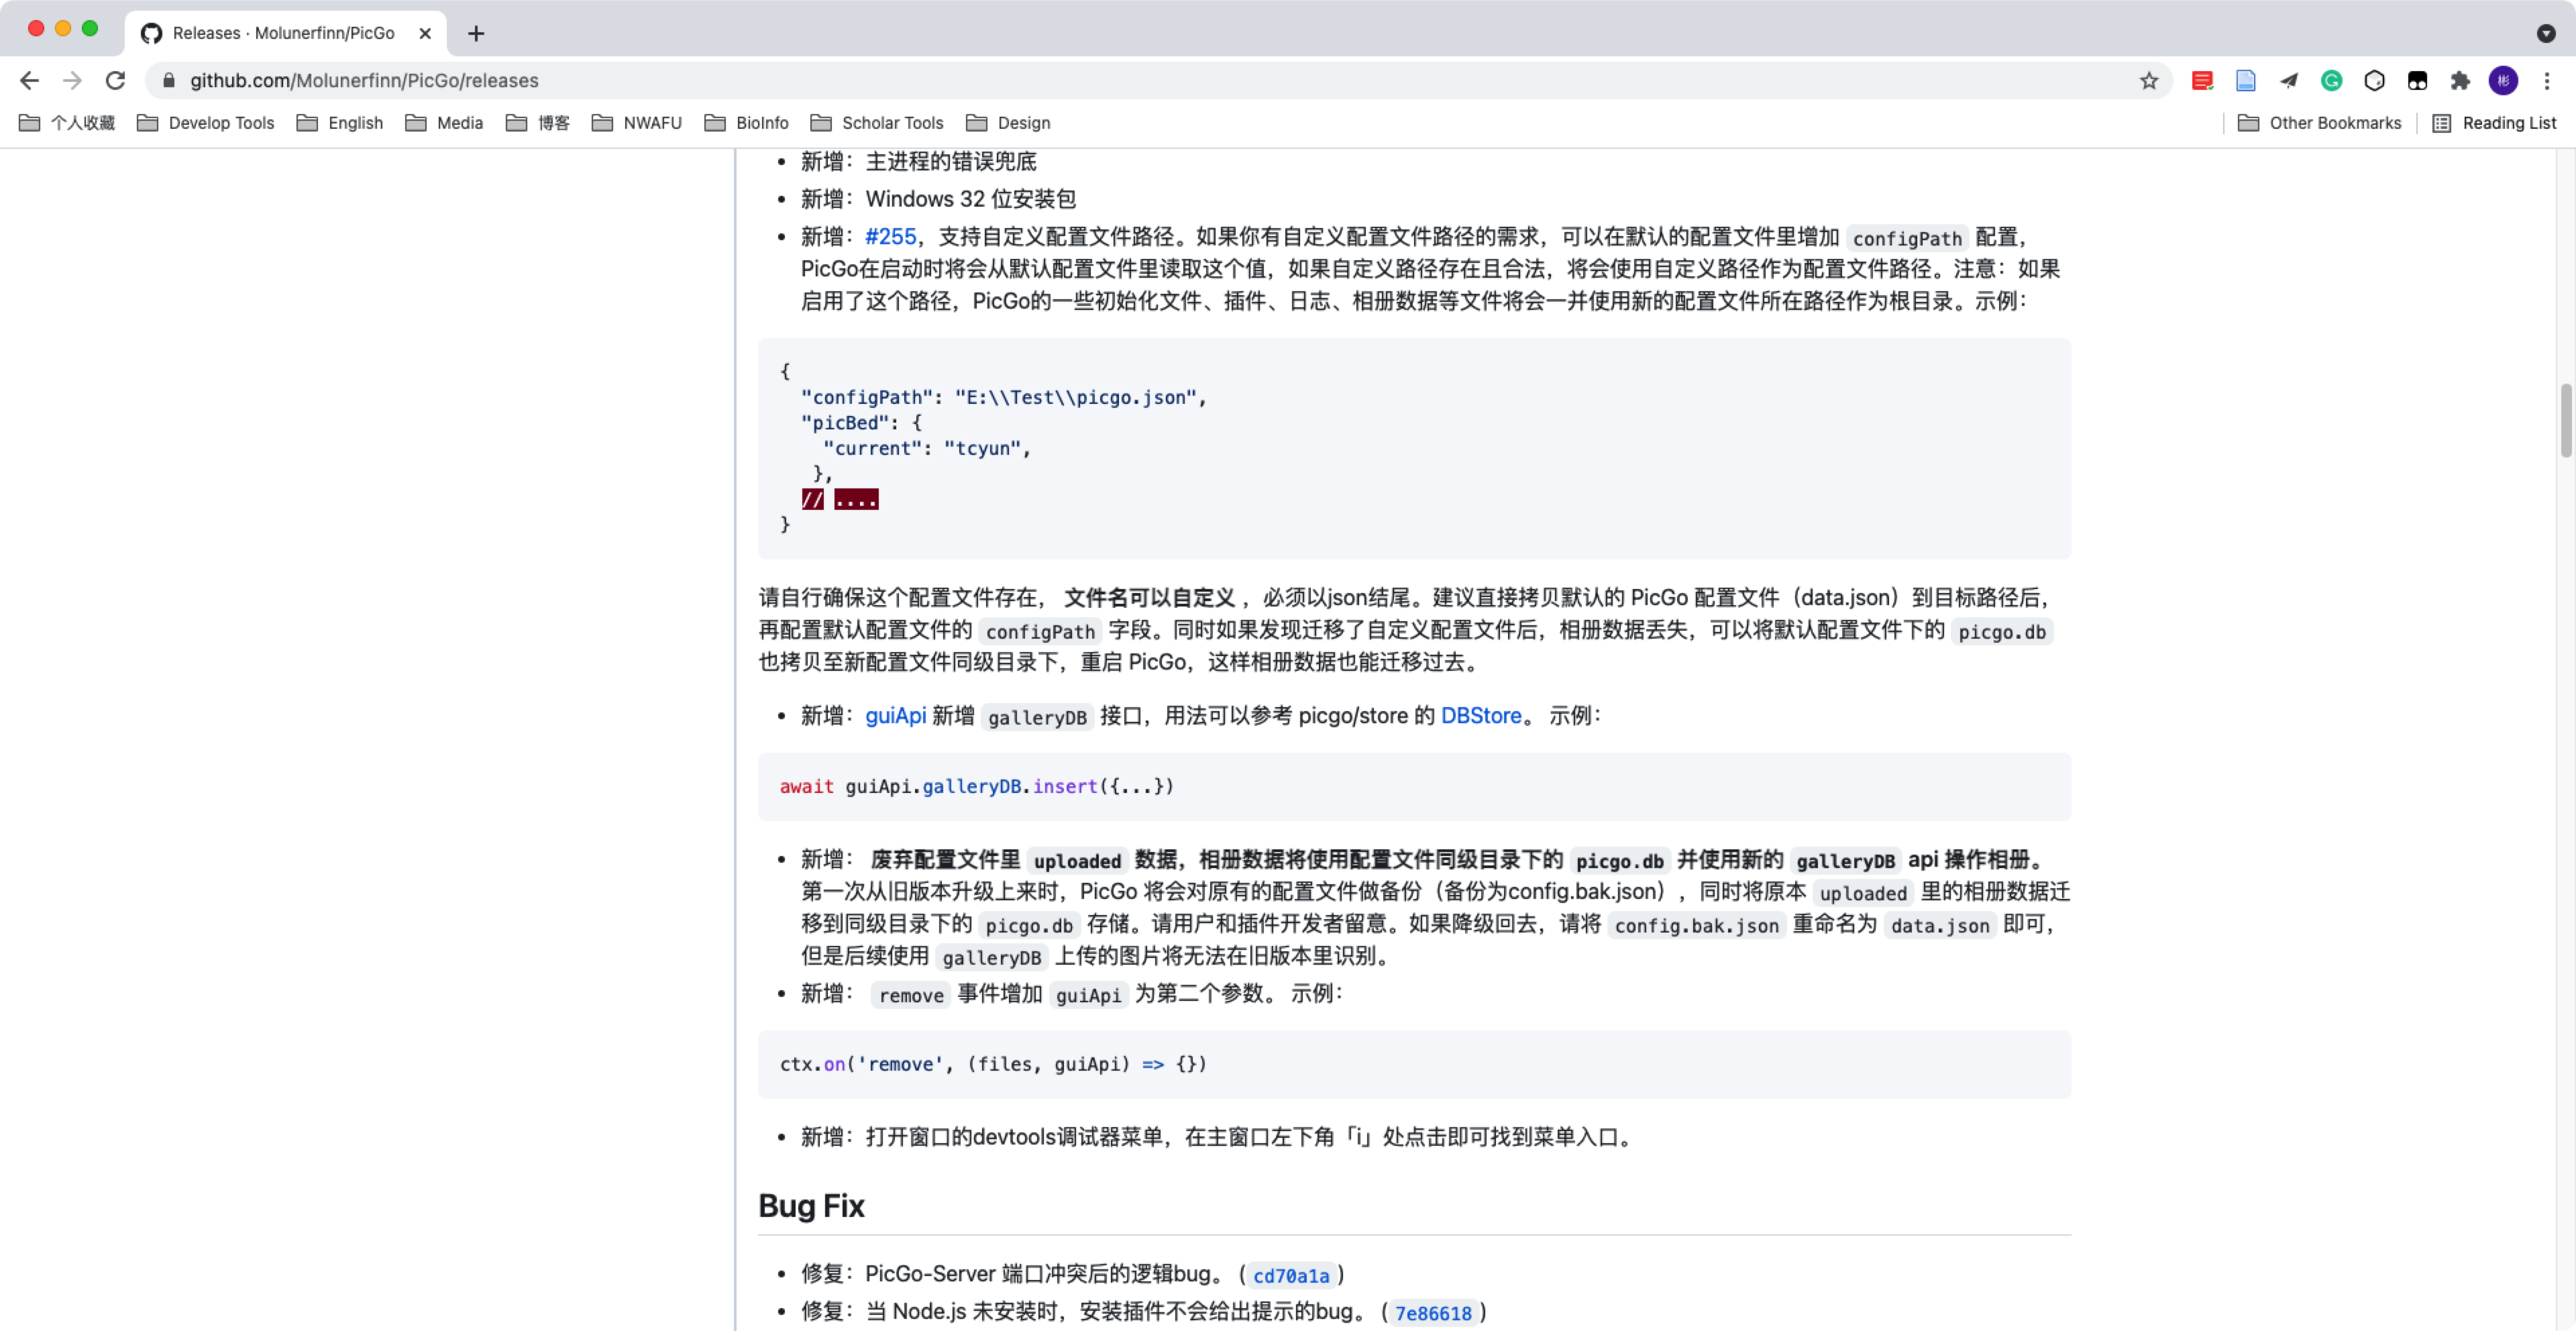 Releases · Molunerfinn/PicGo
github.com/Molunerfinn/PicGo/releases
彬
个人收藏 Develop Tools English Media 博客 NWAFU BioInfo Scholar Tools Design Other Bookmarks Reading List
新增：主进程的错误兜底
新增：Windows 32 位安装包
新增：#255，支持自定义配置文件路径。如果你有自定义配置文件路径的需求，可以在默认的配置文件里增加 configPath 配置，
PicGo在启动时将会从默认配置文件里读取这个值，如果自定义路径存在且合法，将会使用自定义路径作为配置文件路径。注意：如果
启用了这个路径，PicGo的一些初始化文件、插件、日志、相册数据等文件将会一并使用新的配置文件所在路径作为根目录。示例：
{
"configPath": "E:\\Test\\picgo.json",
"picBed": {
"current": "tcyun",
},
// ....
}
请自行确保这个配置文件存在， 文件名可以自定义 ，必须以json结尾。建议直接拷贝默认的 PicGo 配置文件（data.json）到目标路径后，
再配置默认配置文件的 configPath 字段。同时如果发现迁移了自定义配置文件后，相册数据丢失，可以将默认配置文件下的 picgo.db
也拷贝至新配置文件同级目录下，重启 PicGo，这样相册数据也能迁移过去。
新增：guiApi 新增 galleryDB 接口，用法可以参考 picgo/store 的 DBStore。 示例：
await guiApi.galleryDB.insert({...})
新增： 废弃配置文件里 uploaded 数据，相册数据将使用配置文件同级目录下的 picgo.db 并使用新的 galleryDB api 操作相册。
第一次从旧版本升级上来时，PicGo 将会对原有的配置文件做备份（备份为config.bak.json），同时将原本 uploaded 里的相册数据迁
移到同级目录下的 picgo.db 存储。请用户和插件开发者留意。如果降级回去，请将 config.bak.json 重命名为 data.json 即可，
但是后续使用 galleryDB 上传的图片将无法在旧版本里识别。
新增： remove 事件增加 guiApi 为第二个参数。 示例：
ctx.on('remove', (files, guiApi) => {})
新增：打开窗口的devtools调试器菜单，在主窗口左下角「i」处点击即可找到菜单入口。
Bug Fix
修复：PicGo-Server 端口冲突后的逻辑bug。 (cd70a1a)
修复：当 Node.js 未安装时，安装插件不会给出提示的bug。 (7e86618)